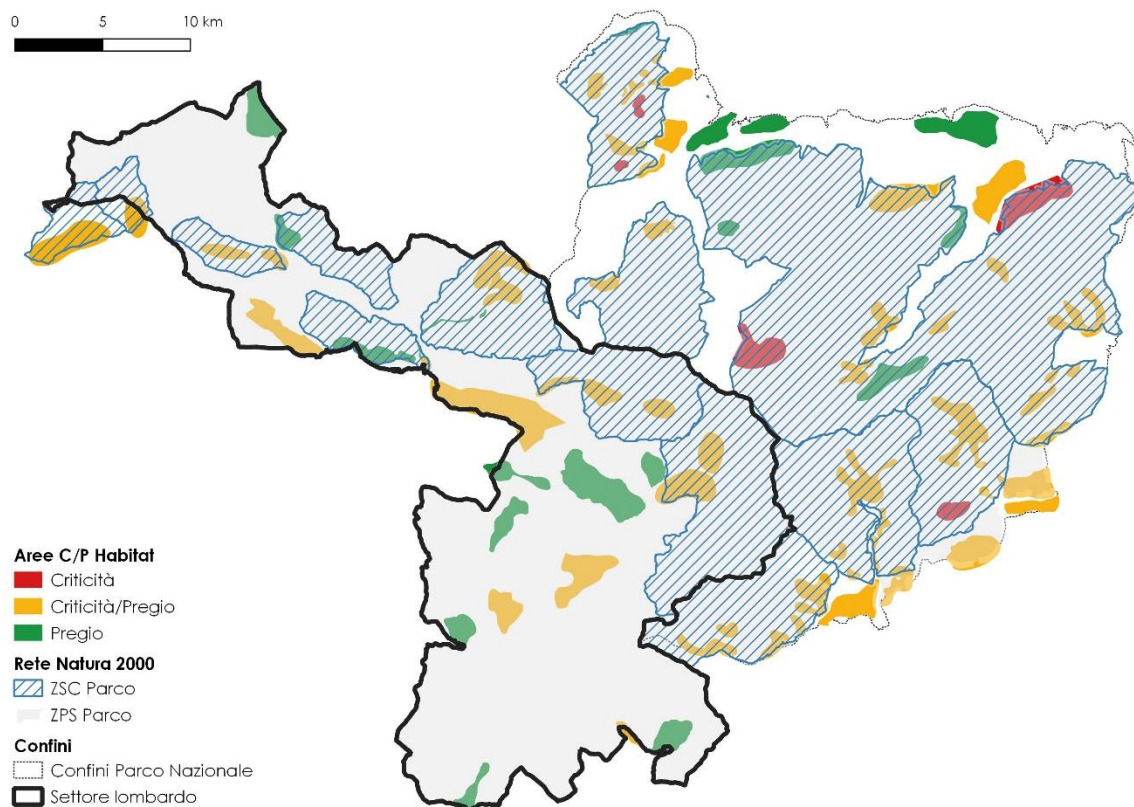 0 5 10 km
Aree C/P Habitat
Criticità
Criticità/Pregio
Pregio
Rete Natura 2000
ZSC Parco
ZPS Parco
Confini
Confini Parco Nazionale
Settore lombardo